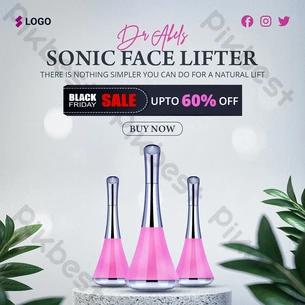 LOGO
Dr Abels
SONIC FACE LIFTER
THERE IS NOTHING SIMPLER YOU CAN DO FOR A NATURAL LIFT
BLACK FRIDAY SALE UPTO 60% OFF
BUY NOW
Pikbest